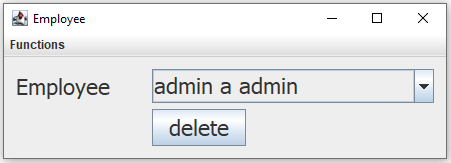 Employee
Functions
Employee admin a admin
delete